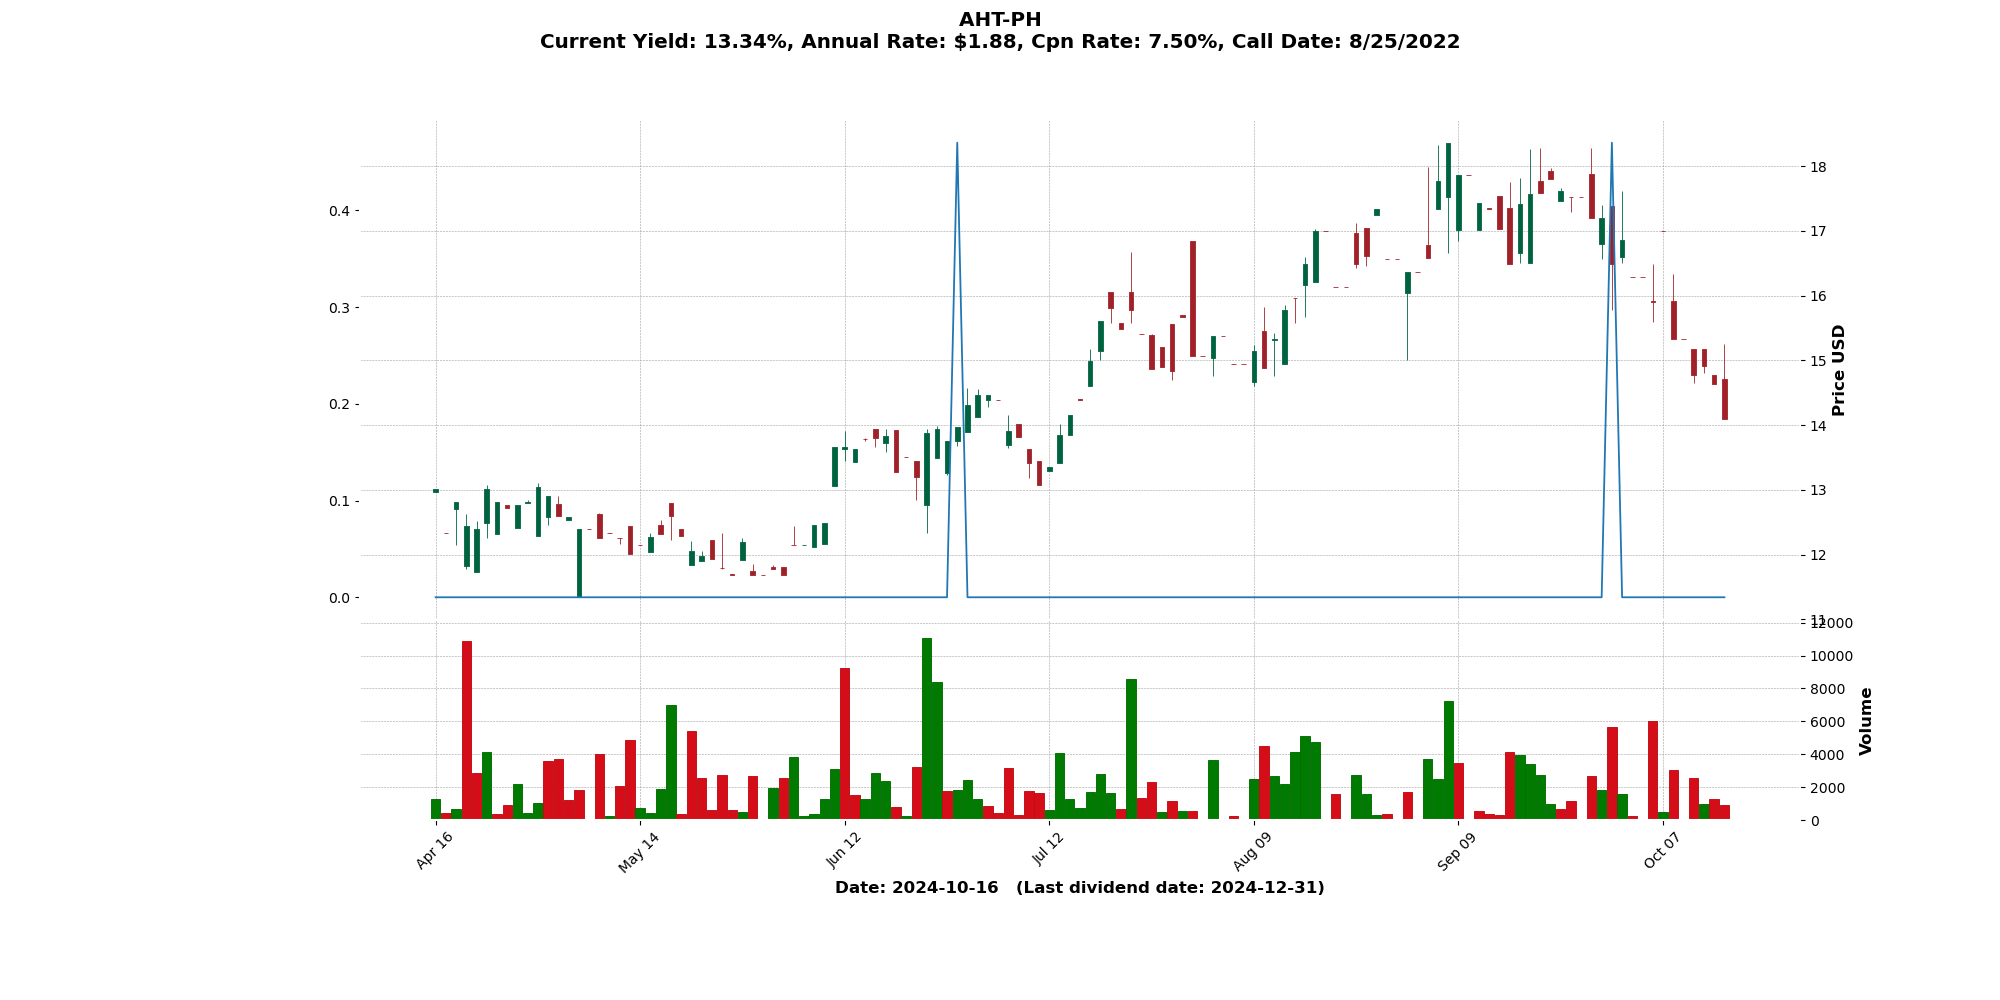 AHT-PH
Current Yield: 13.34%, Annual Rate: $1.88, Cpn Rate: 7.50%, Call Date: 8/25/2022
0.4
0.3
0.2
0.1
0.0
18
17
16
15
14
13
12
11
Price USD
12000
10000
8000
6000
4000
2000
0
Volume
Apr 16
May 14
Jun 12
Jul 12
Aug 09
Sep 09
Oct 07
Date: 2024-10-16 (Last dividend date: 2024-12-31)